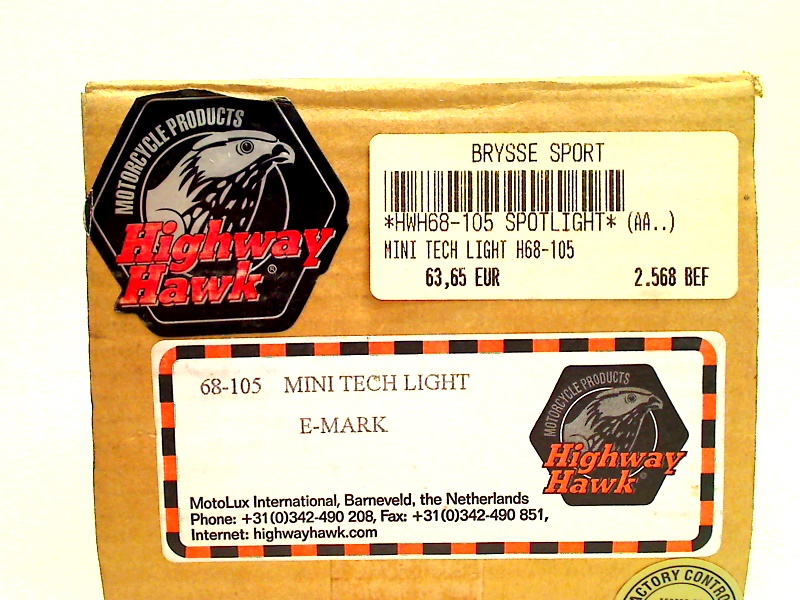 MOTORCYCLE PRODUCTS
Highway
Hawk®
BRYSSE SPORT
*HWH68-105 SPOTLIGHT* (AA..)
MINI TECH LIGHT H68-105
63,65 EUR 2.568 BEF
68-105 MINI TECH LIGHT
E-MARK
MOTORCYCLE PRODUCTS
Highway
Hawk®
MotoLux International, Barneveld, the Netherlands
Phone: +31(0)342-490 208, Fax: +31(0)342-490 851,
Internet: highwayhawk.com